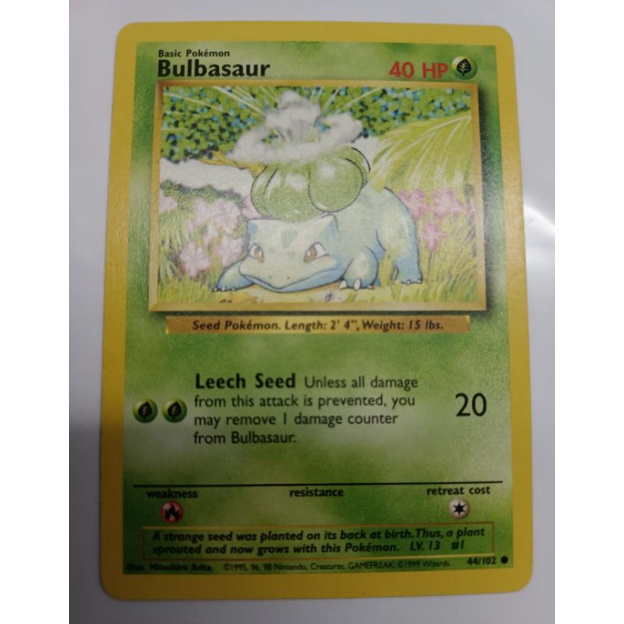 Basic Pokémon
Bulbasaur 40 HP
Seed Pokémon. Length: 2' 4", Weight: 15 lbs.
Leech Seed Unless all damage
from this attack is prevented, you
may remove 1 damage counter
from Bulbasaur.
20
weakness resistance retreat cost
A strange seed was planted on its back at birth. Thus, a plant
sprouted and now grows with this Pokémon. LV. 13 #1
Illus. Mitsuhiro Arita ©1995, 96, 98 Nintendo, Creatures, GAMEFREAK. ©1999 Wizards. 44/102